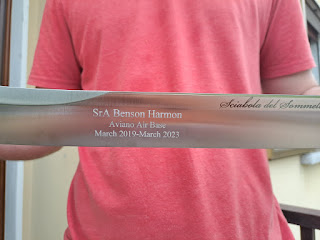 SrA Benson Harmon
Aviano Air Base
March 2019-March 2023
Sciabola del